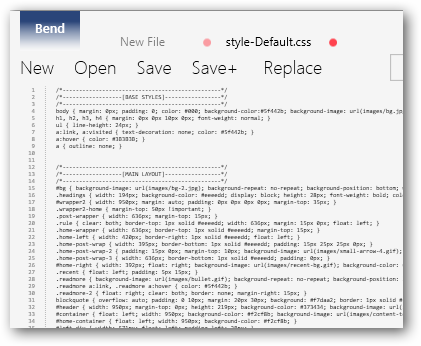 Bend
New File style-Default.css
New Open Save Save+ Replace
1
2 /*----------------------------------------*/
3 /*---------------[BASE STYLES]---------------*/
4 body { margin: 0px; padding: 0; color: #000; background-color:#5f442b; background-image: url(images/bg.jp
5 h1, h2, h3, h4 { margin: 0px 0px 10px 0px; font-weight: normal; }
6 ul { line-height: 24px; }
7 a:link, a:visited { text-decoration: none; color: #5f442b; }
8 a:hover { color: #3B3B3B; }
9 a { outline: none; }
10
11
12 /*----------------------------------------*/
13 /*---------------[MAIN LAYOUT]---------------*/
14
15 #bg { background-image: url(images/bg-2.jpg); background-repeat: no-repeat; background-position: bottom;
16 .headings { width: 194px; background-color: #eeeedd; display: block; height: 28px; font-weight: bold; col
17 #wrapper2 { width: 950px; margin: auto; padding: 0px 0px 0px 0px; margin-top: 35px; }
18 .wrapper2-home { margin-top: 50px !important; }
19 .post-wrapper { width: 636px; margin-top: 15px; }
20 .rule { clear: both; border-top: 1px solid #eeeedd; width: 636px; margin: 15px 0px; float: left; }
21 .home-wrapper { width: 636px; margin-top: 1px solid #eeeedd; margin-top: 15px; }
22 .home-left { width: 420px; border-right: 1px solid #eeeedd; float: left; }
23 .home-post-wrap { width: 395px; border-bottom: 1px solid #eeeedd; padding: 15px 25px 25px 0px; }
24 .home-post-wrap-2 { padding: 15px 0px; margin-top: 10px; background-image: url(images/small-arrow-4.gif);
25 .home-post-wrap-3 { width: 636px; border-bottom: 1px solid #eeeedd; padding: 0px; }
26 #home-right { width: 192px; float: right; background-image: url(images/recent-bg.gif); background-color:
27 .recent { float: left; padding: 5px 15px; }
28 .readmore { background-image: url(images/bullet.gif); background-repeat: no-repeat; background-position:
29 .readmore a:link, .readmore a:hover { color: #5f442b; }
30 .readmore-2 { float: right; clear: both; border: none; margin-right: 15px; }
31 blockquote { overflow: auto; padding: 0 10px; margin: 20px 30px; background: #f7daa2; border: 1px solid #
32 #header { width: 950px; margin: 0px; height: 219px; background-color: #373434; background-image: url(imag
33 #container { float: left; width: 950px; background-color: #f2cf8b; background-image: url(images/content-t
34 #home-container { float: left; width: 950px; background-color: #f2cf8b; }